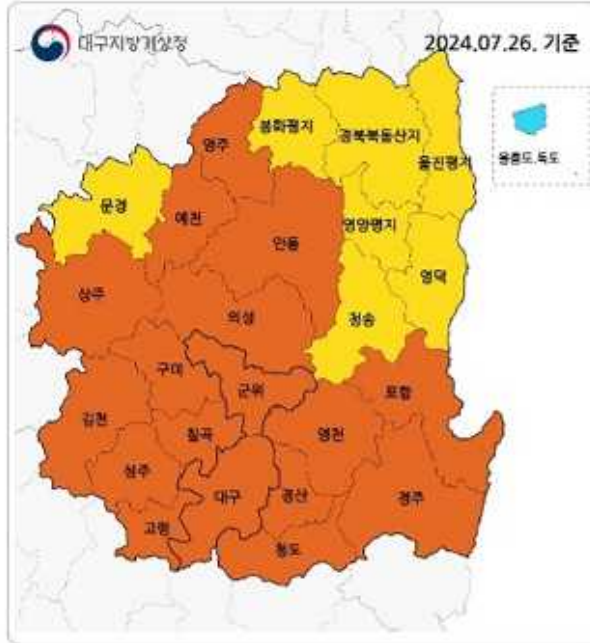 대구지방기상청
2024.07.26. 기준
봉화평지
경북북동산지
영주
울진평지
울릉도.독도
문경
예천
안동
영양평지
영덕
상주
의성
청송
구미
군위
포항
김천
칠곡
영천
성주
대구
경산
경주
고령
청도